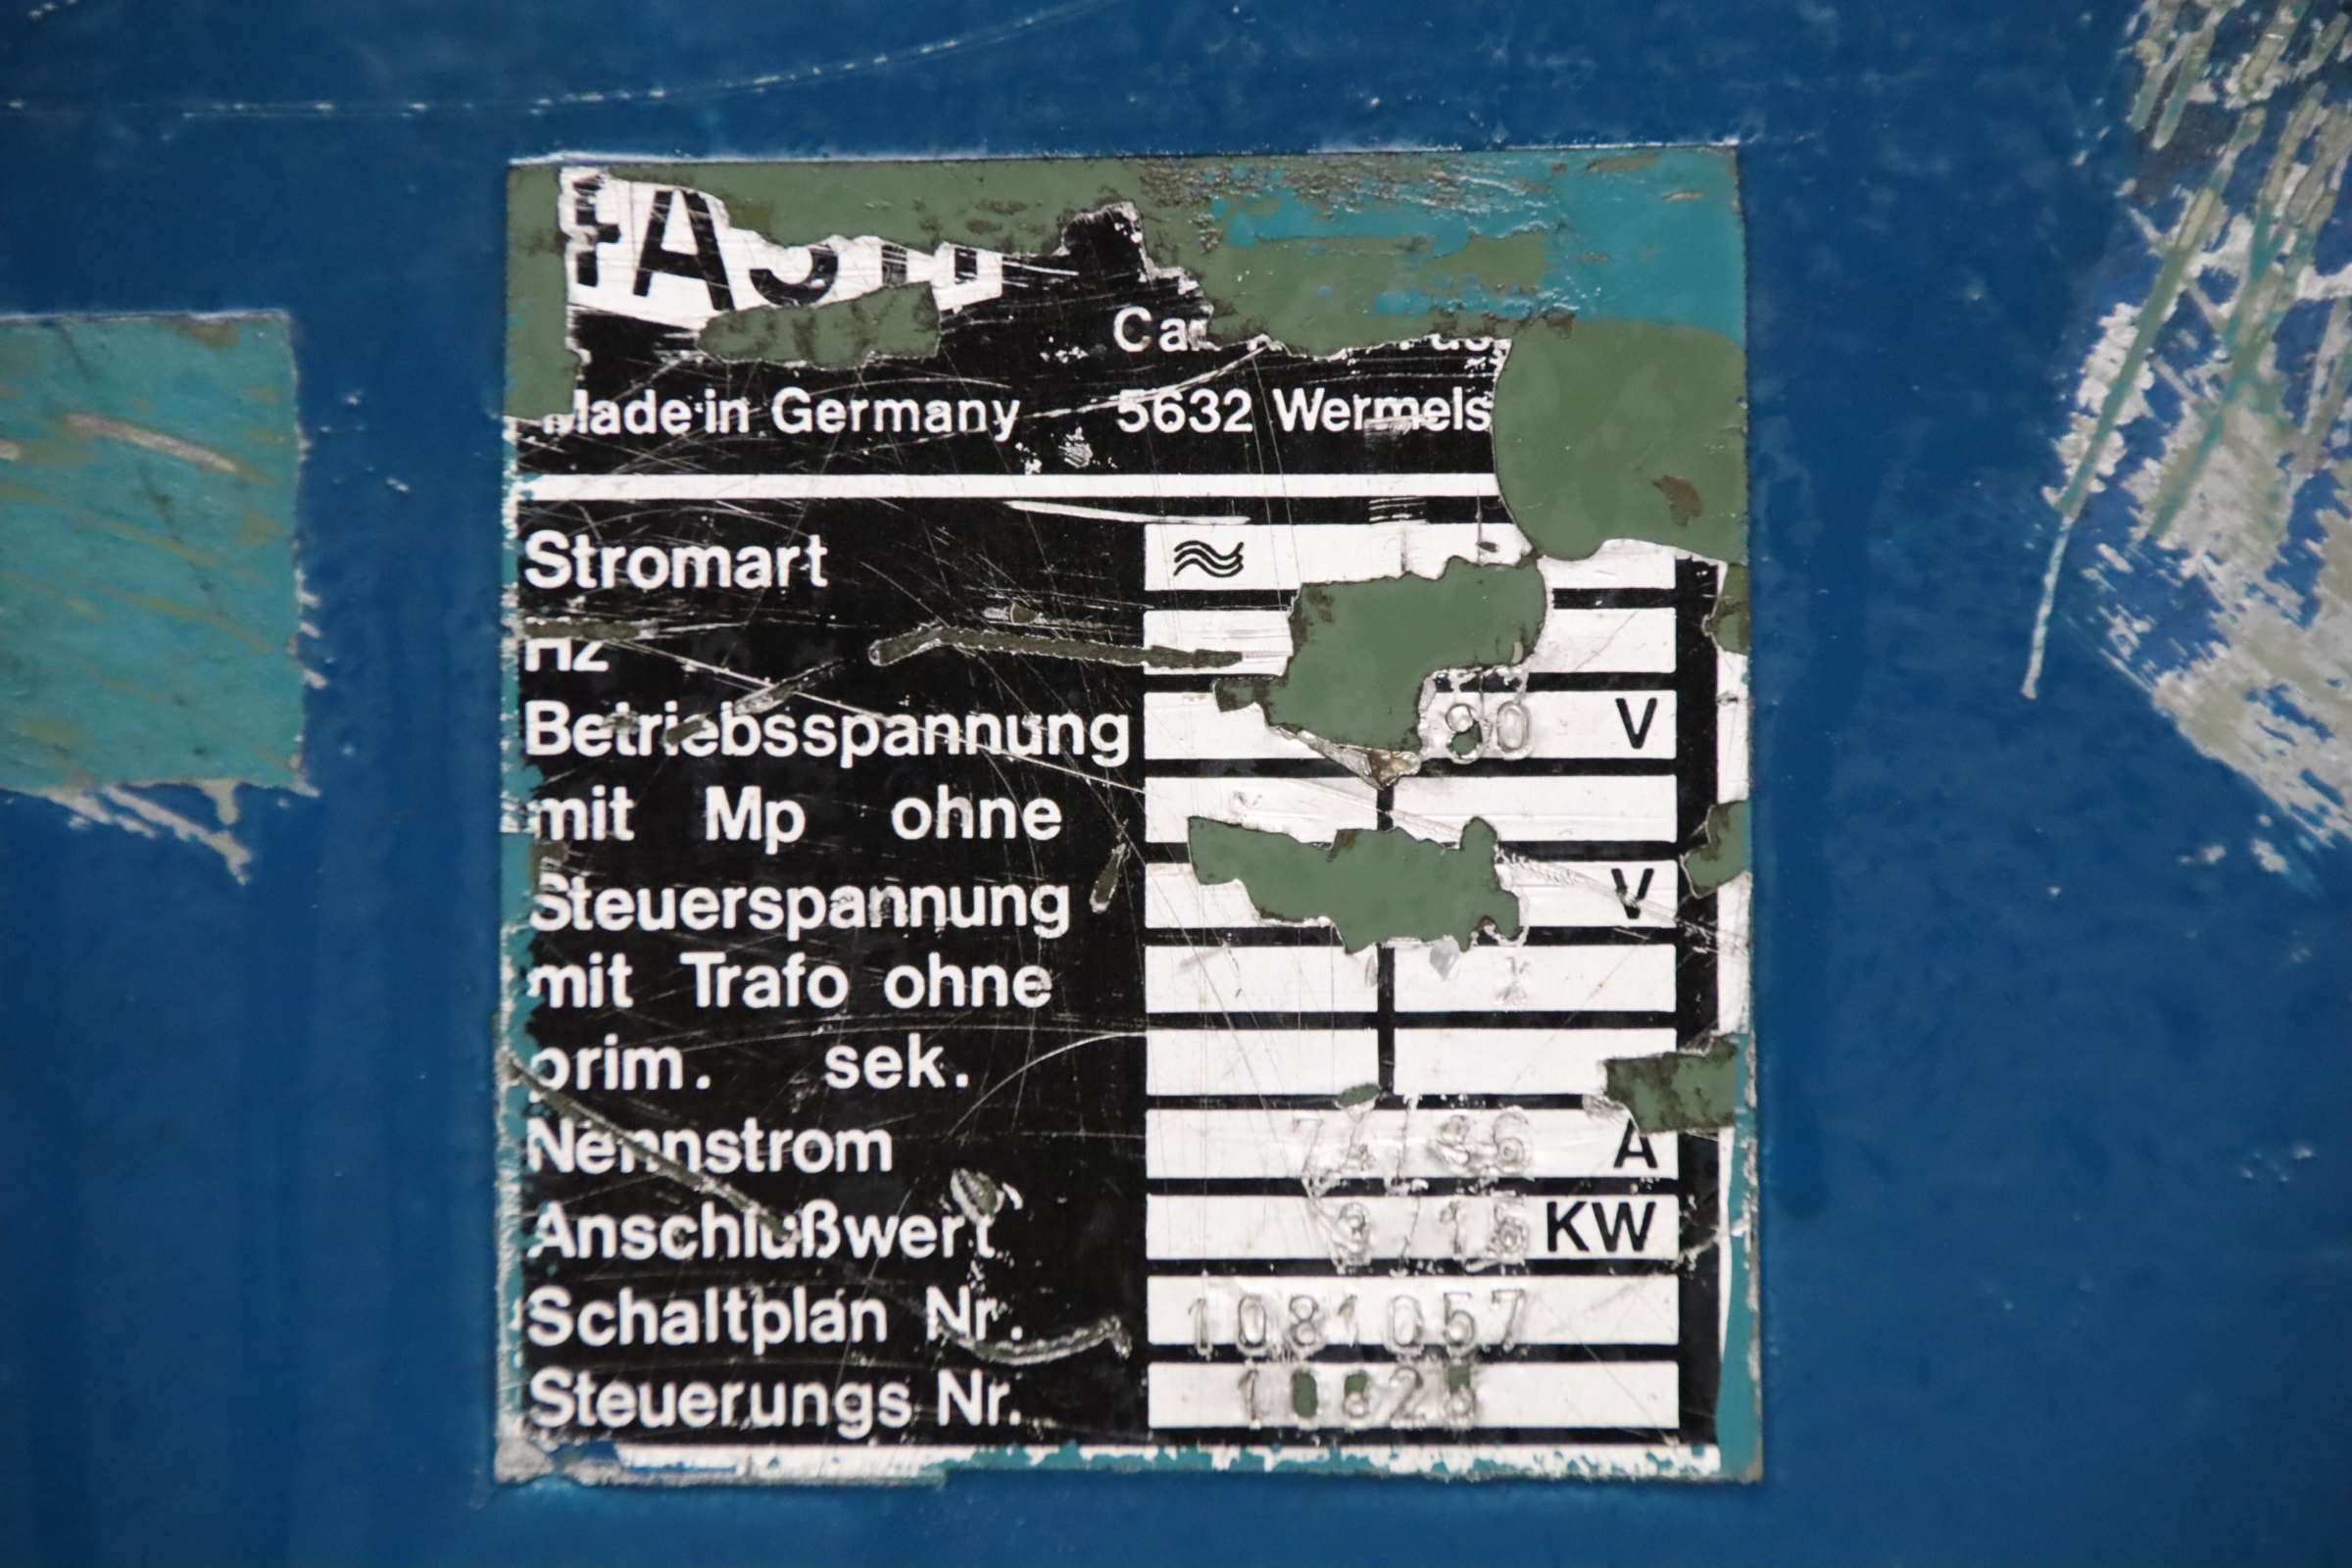 Made in Germany 5632 Wermels
Stromart ≋
Hz
Betriebsspannung 80 V
mit Mp ohne
Steuerspannung V
mit Trafo ohne x
prim. sek.
Nennstrom A
Anschlußwert KW
Schaltplan Nr. 1081057
Steuerungs Nr.